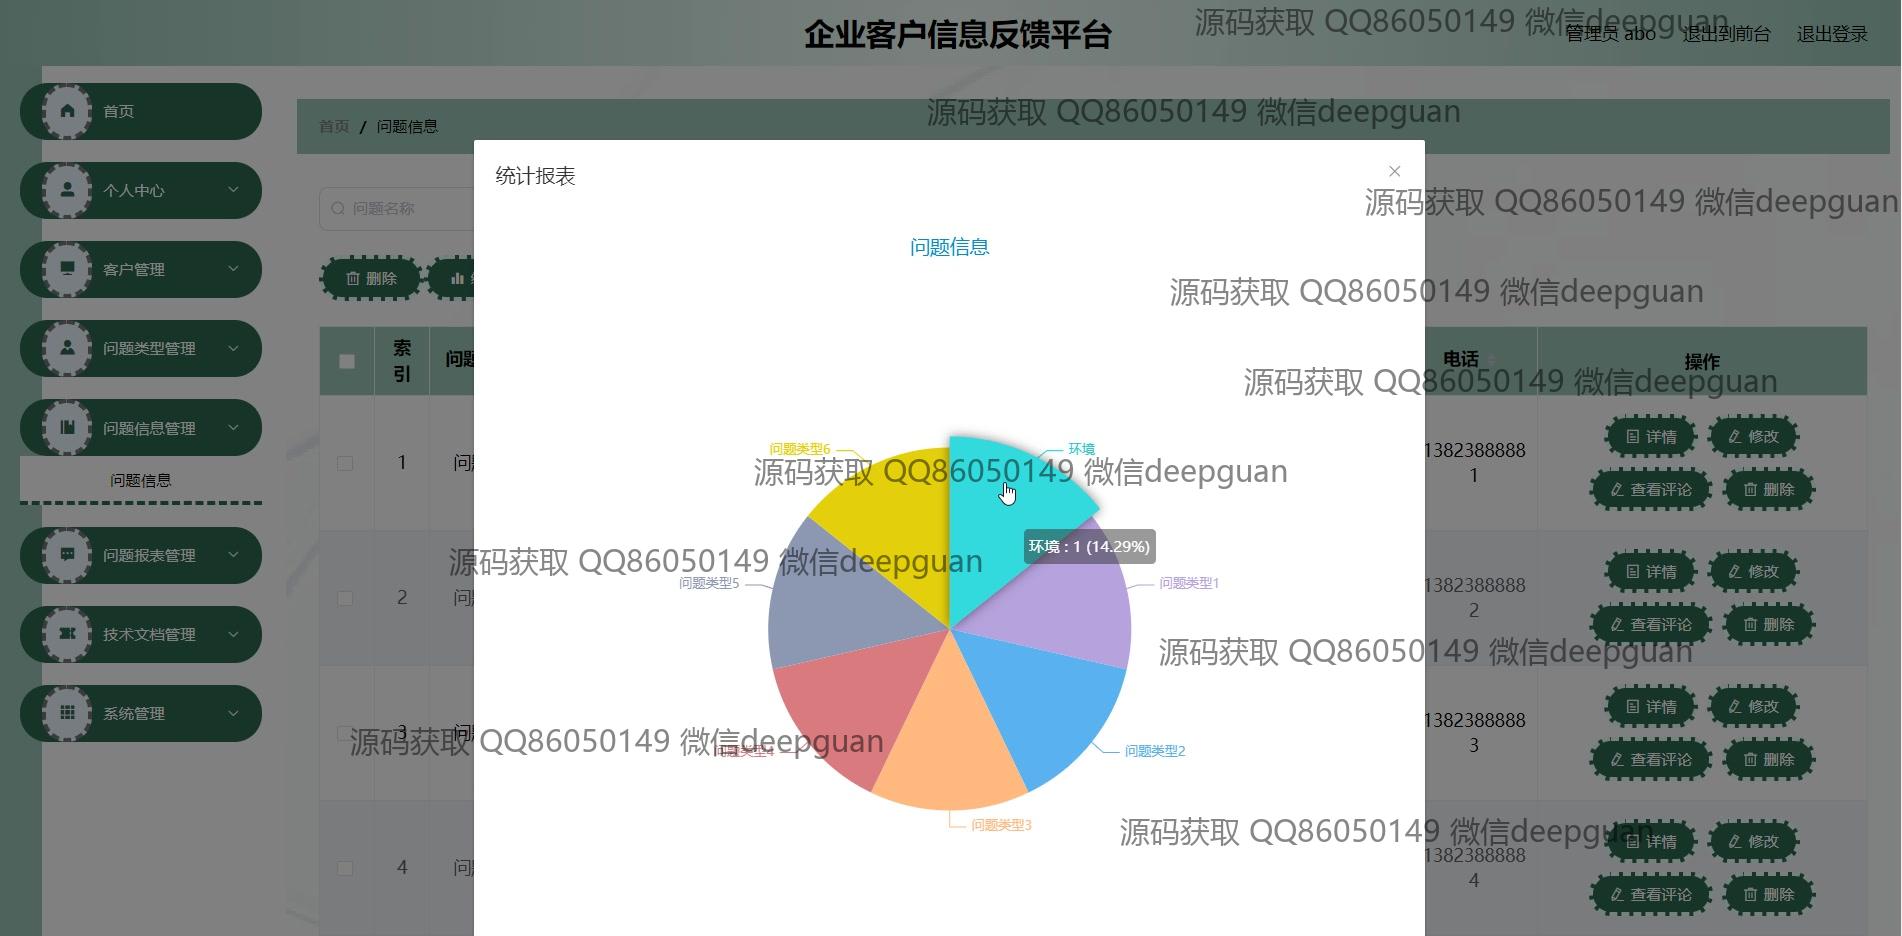 企业客户信息反馈平台
源码获取 QQ86050149 微信deepguan
管理员 abo 退出到前台 退出登录
首页
源码获取 QQ86050149 微信deepguan
首页 / 问题信息
统计报表
个人中心
源码获取 QQ86050149 微信deepguan
问题名称
问题信息
客户管理
删除
源码获取 QQ86050149 微信deepguan
问题类型管理
索引
电话
操作
源码获取 QQ86050149 微信deepguan
问题信息管理
问题信息
1
问题类型6
环境
1382388888
1
详情
修改
源码获取 QQ86050149 微信deepguan
查看评论
删除
问题报表管理
环境 : 1 (14.29%)
源码获取 QQ86050149 微信deepguan
问题类型5
问题类型1
2
1382388888
2
详情
修改
查看评论
删除
技术文档管理
源码获取 QQ86050149 微信deepguan
系统管理
3
1382388888
3
详情
修改
源码获取 QQ86050149 微信deepguan
问题类型4
问题类型2
查看评论
删除
问题类型3
源码获取 QQ86050149 微信deepguan
4
1382388888
4
详情
修改
查看评论
删除